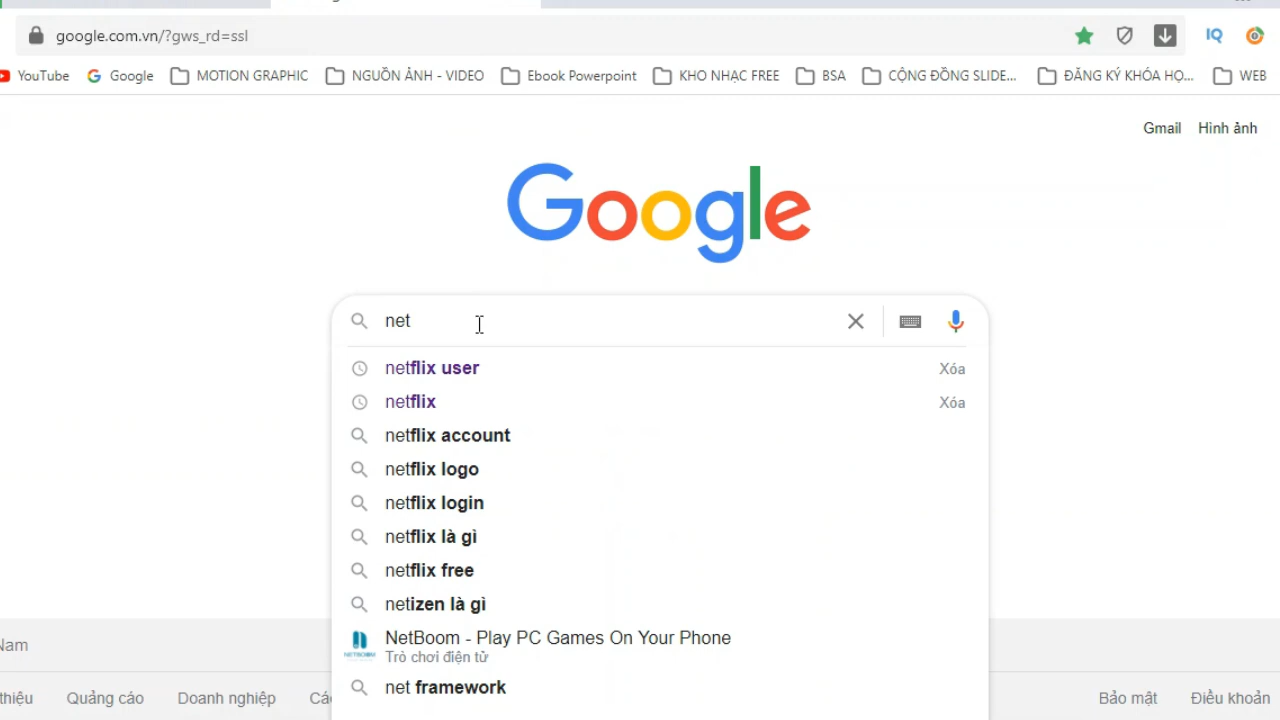 google.com.vn/?gws_rd=ssl
IQ
YouTube Google MOTION GRAPHIC NGUỒN ẢNH - VIDEO Ebook Powerpoint KHO NHẠC FREE BSA CỘNG ĐỒNG SLIDE... ĐĂNG KÝ KHÓA HỌ... WEB
Gmail Hình ảnh
Google
net
netflix user Xóa
netflix Xóa
netflix account
netflix logo
netflix login
netflix là gì
netflix free
netizen là gì
NETBOOM
NetBoom - Play PC Games On Your Phone
Trò chơi điện tử
net framework
Nam
thiệu Quảng cáo Doanh nghiệp Các Bảo mật Điều khoản